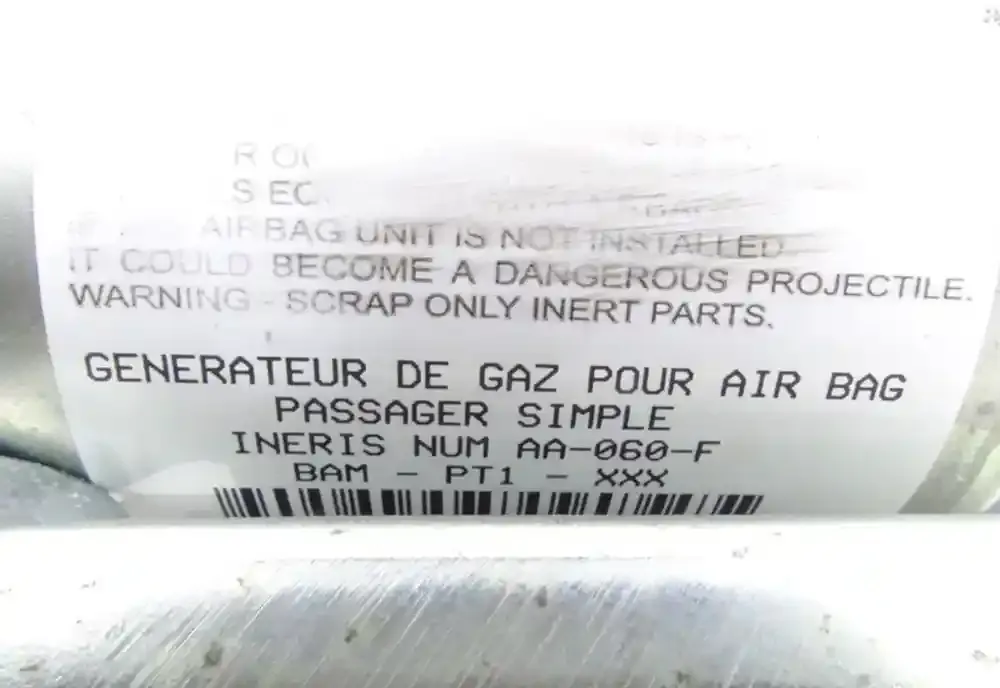 AIRBAG UNIT IS NOT INSTALLED
IT COULD BECOME A DANGEROUS PROJECTILE.
WARNING - SCRAP ONLY INERT PARTS.
GENERATEUR DE GAZ POUR AIR BAG
PASSAGER SIMPLE
INERIS NUM AA-060-F
BAM - PT1 - XXX